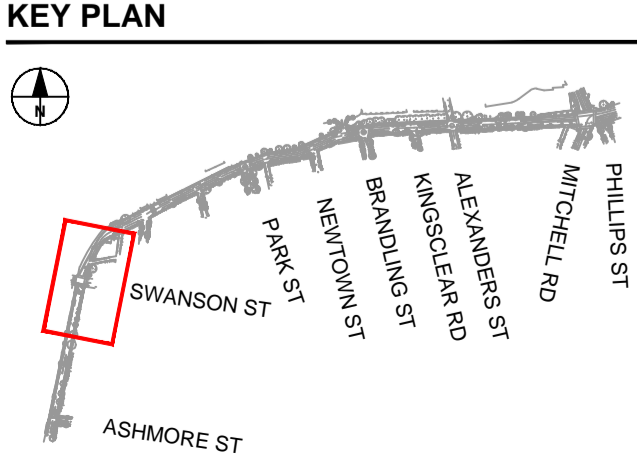 KEY PLAN
N
PARK ST
NEWTOWN ST
BRANDLING ST
KINGSCLEAR RD
ALEXANDERS ST
MITCHELL RD
PHILLIPS ST
SWANSON ST
ASHMORE ST